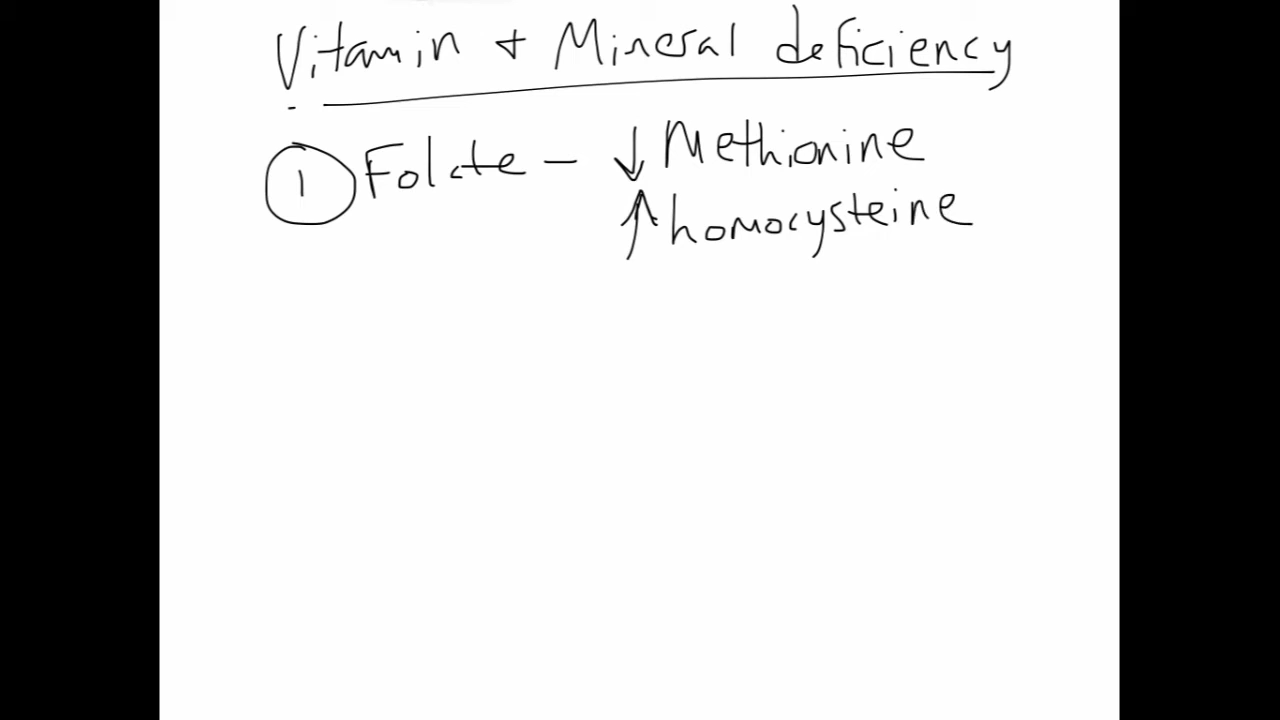 Vitamin + Mineral deficiency
① Folate - ↓ Methionine
↑ homocysteine